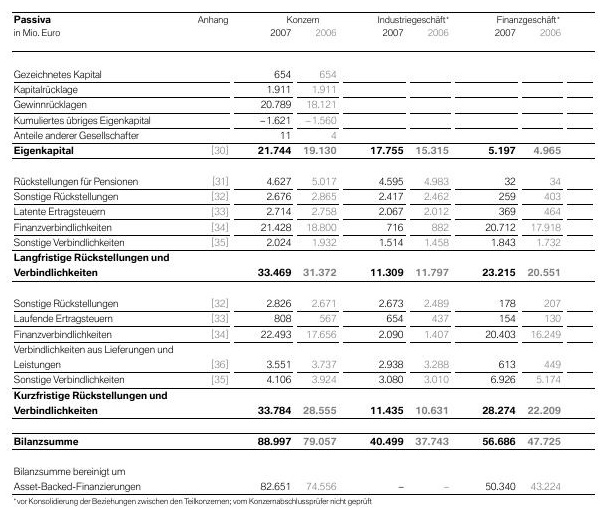 Passiva Anhang Konzern Industriegeschäft* Finanzgeschäft*
in Mio. Euro 2007 2006 2007 2006 2007 2006
Gezeichnetes Kapital 654 654
Kapitalrücklage 1.911 1.911
Gewinnrücklagen 20.789 18.121
Kumuliertes übriges Eigenkapital –1.621 –1.560
Anteile anderer Gesellschafter 11 4
Eigenkapital [30] 21.744 19.130 17.755 15.315 5.197 4.965
Rückstellungen für Pensionen [31] 4.627 5.017 4.595 4.983 32 34
Sonstige Rückstellungen [32] 2.676 2.865 2.417 2.462 259 403
Latente Ertragsteuern [33] 2.714 2.758 2.067 2.012 369 464
Finanzverbindlichkeiten [34] 21.428 18.800 716 882 20.712 17.918
Sonstige Verbindlichkeiten [35] 2.024 1.932 1.514 1.458 1.843 1.732
Langfristige Rückstellungen und
Verbindlichkeiten 33.469 31.372 11.309 11.797 23.215 20.551
Sonstige Rückstellungen [32] 2.826 2.671 2.673 2.489 178 207
Laufende Ertragsteuern [33] 808 567 654 437 154 130
Finanzverbindlichkeiten [34] 22.493 17.656 2.090 1.407 20.403 16.249
Verbindlichkeiten aus Lieferungen und
Leistungen [36] 3.551 3.737 2.938 3.288 613 449
Sonstige Verbindlichkeiten [35] 4.106 3.924 3.080 3.010 6.926 5.174
Kurzfristige Rückstellungen und
Verbindlichkeiten 33.784 28.555 11.435 10.631 28.274 22.209
Bilanzsumme 88.997 79.057 40.499 37.743 56.686 47.725
Bilanzsumme bereinigt um
Asset-Backed-Finanzierungen 82.651 74.556 – – 50.340 43.224
*vor Konsolidierung der Beziehungen zwischen den Teilkonzernen; vom Konzernabschlussprüfer nicht geprüft